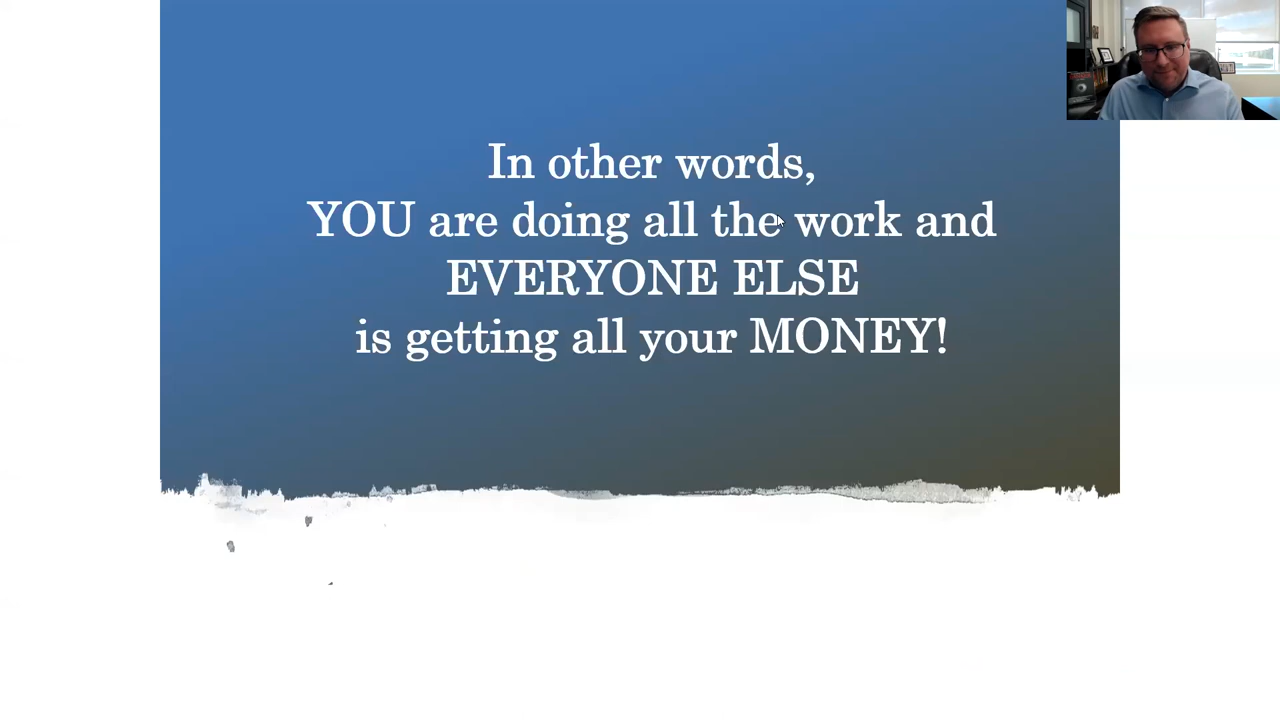 In other words,
YOU are doing all the work and
EVERYONE ELSE
is getting all your MONEY!